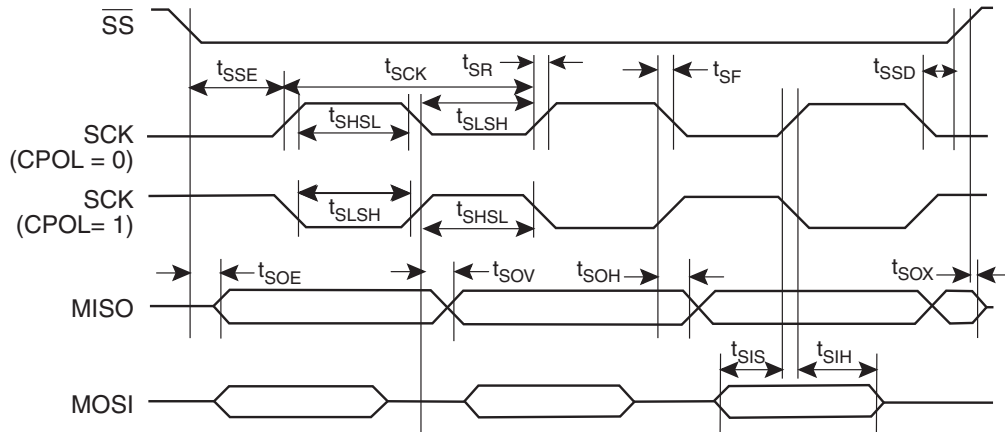 SS
tSSE
tSCK
tSR
tSF
tSSD
SCK
(CPOL = 0)
tSHSL
tSLSH
SCK
(CPOL= 1)
tSLSH
tSHSL
tSOE
tSOV
tSOH
tSOX
MISO
tSIS
tSIH
MOSI